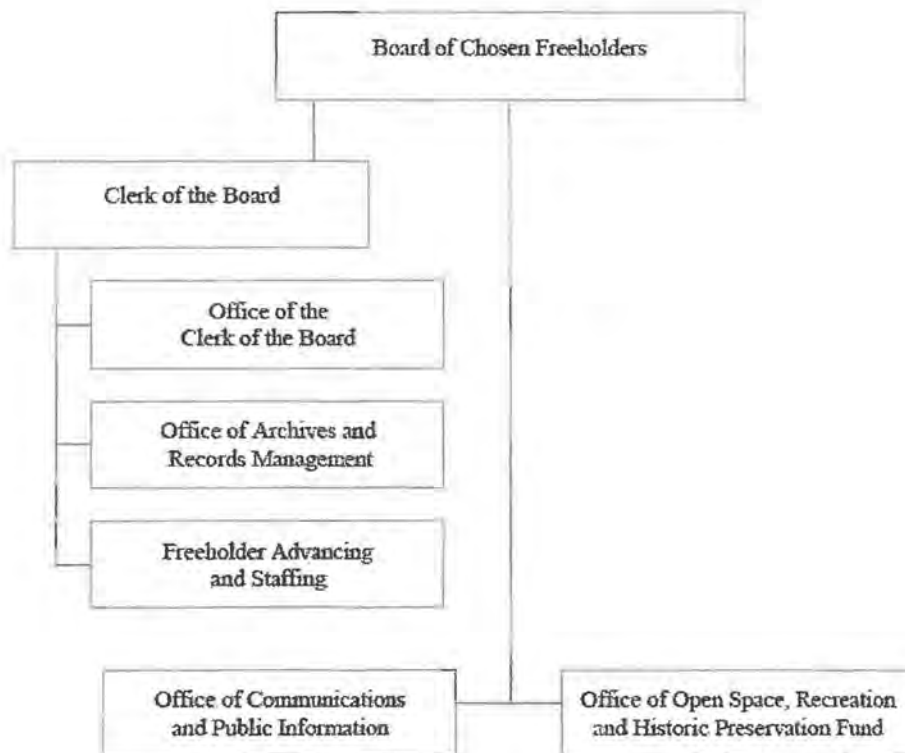 Board of Chosen Freeholders
Clerk of the Board
Office of the
Clerk of the Board
Office of Archives and
Records Management
Freeholder Advancing
and Staffing
Office of Communications
and Public Information
Office of Open Space, Recreation
and Historic Preservation Fund